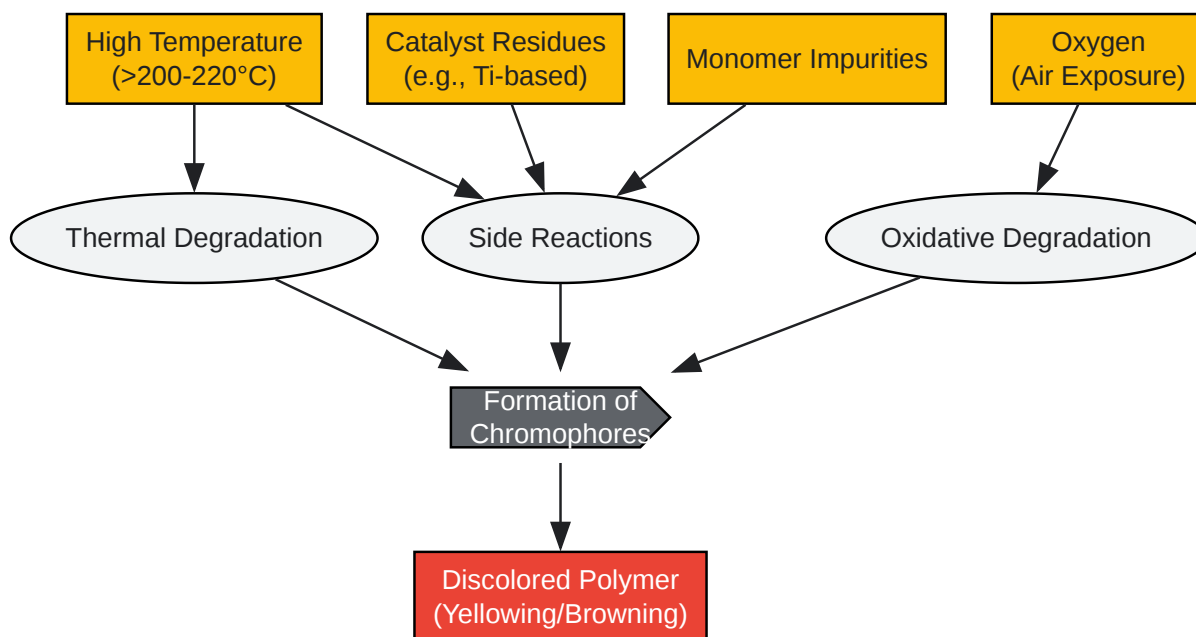 High Temperature
(>200-220°C)
Catalyst Residues
(e.g., Ti-based)
Monomer Impurities
Oxygen
(Air Exposure)
Thermal Degradation
Side Reactions
Oxidative Degradation
Formation of
Chromophores
Discolored Polymer
(Yellowing/Browning)